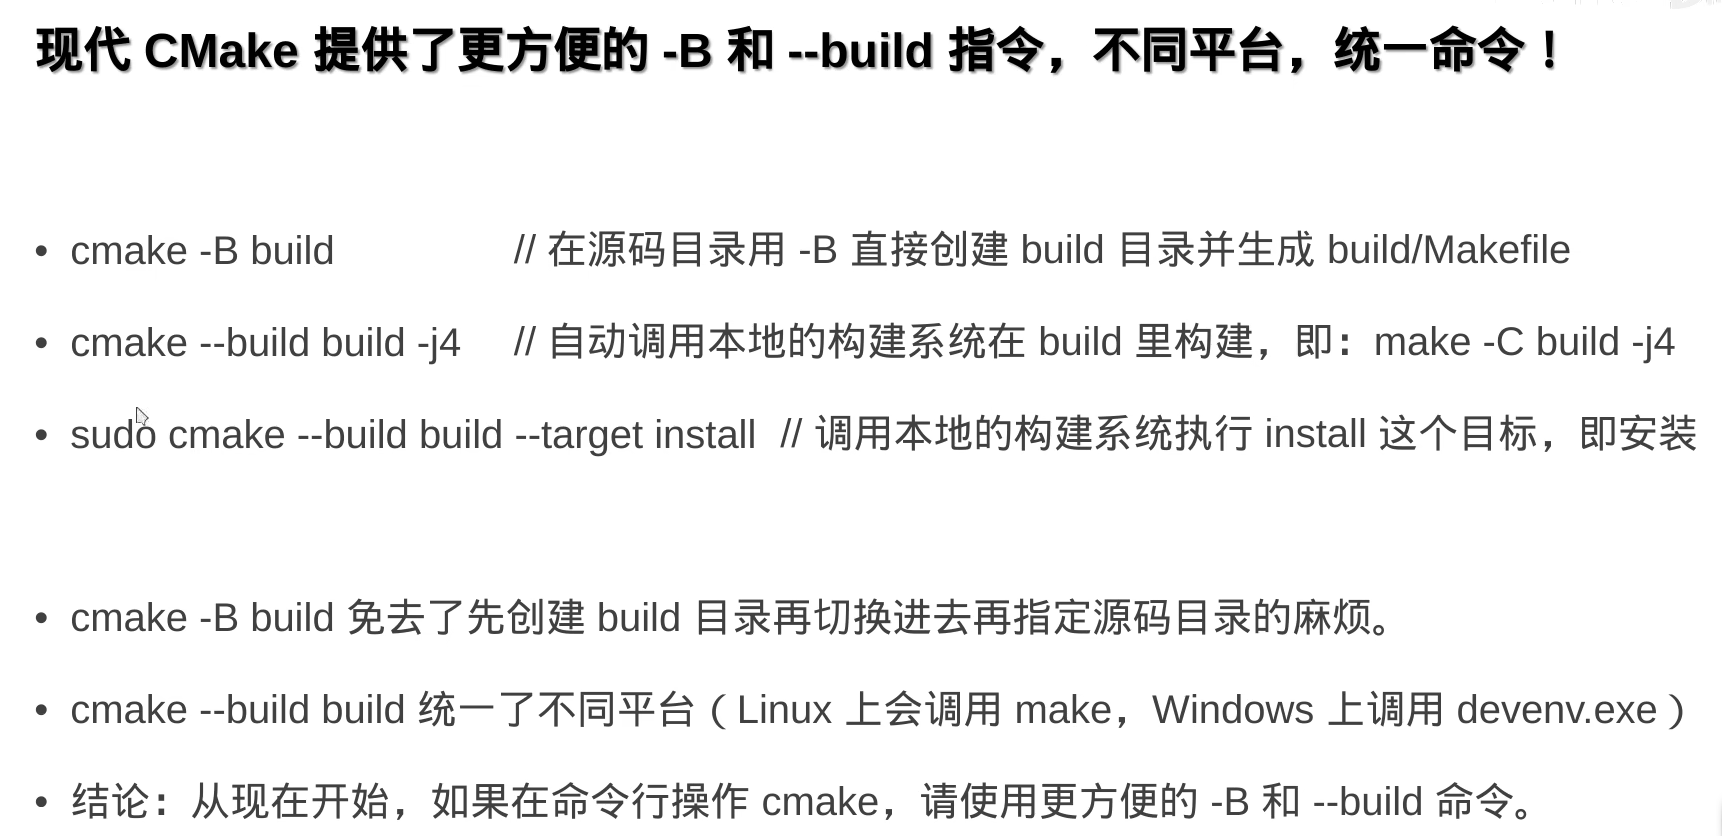 现代 CMake 提供了更方便的 -B 和 --build 指令，不同平台，统一命令！
• cmake -B build // 在源码目录用 -B 直接创建 build 目录并生成 build/Makefile
• cmake --build build -j4 // 自动调用本地的构建系统在 build 里构建，即：make -C build -j4
• sudo cmake --build build --target install // 调用本地的构建系统执行 install 这个目标，即安装
• cmake -B build 免去了先创建 build 目录再切换进去再指定源码目录的麻烦。
• cmake --build build 统一了不同平台（Linux 上会调用 make，Windows 上调用 devenv.exe）
• 结论：从现在开始，如果在命令行操作 cmake，请使用更方便的 -B 和 --build 命令。